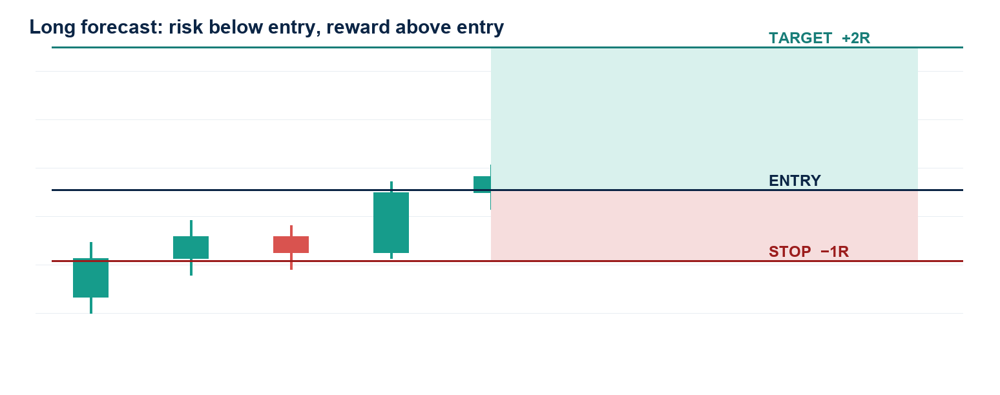 Long forecast: risk below entry, reward above entry
TARGET +2R
ENTRY
STOP −1R